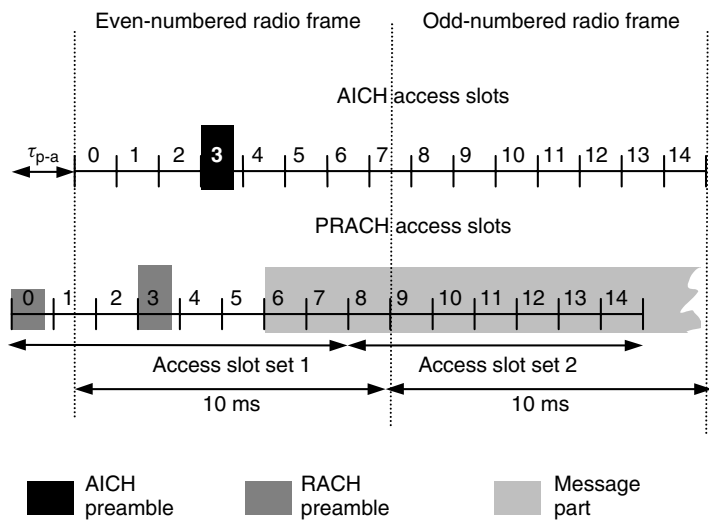 Even-numbered radio frame Odd-numbered radio frame
AICH access slots
τp-a 0 1 2 3 4 5 6 7 8 9 10 11 12 13 14
PRACH access slots
0 1 2 3 4 5 6 7 8 9 10 11 12 13 14
Access slot set 1 Access slot set 2
10 ms 10 ms
AICH preamble
RACH preamble
Message part